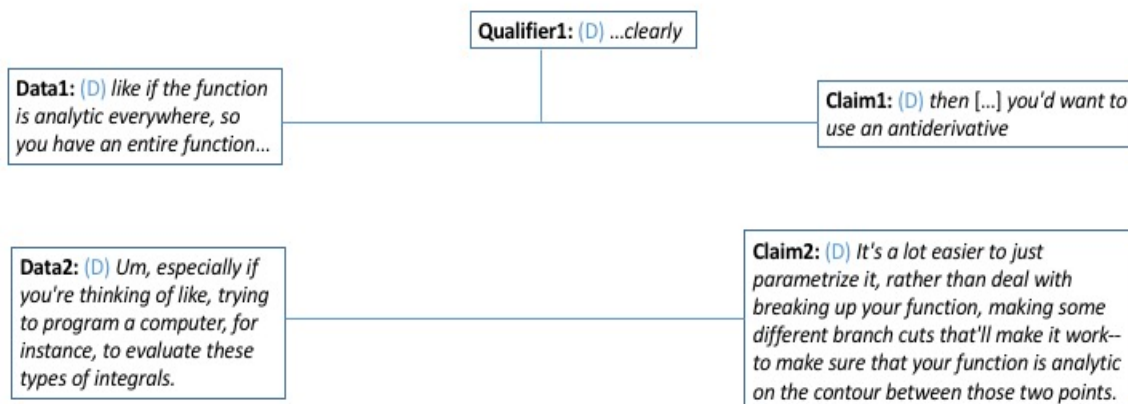 Qualifier1: (D) ...clearly
Data1: (D) like if the function
is analytic everywhere, so
you have an entire function...
Claim1: (D) then [...] you'd want to
use an antiderivative
Data2: (D) Um, especially if
you're thinking of like, trying
to program a computer, for
instance, to evaluate these
types of integrals.
Claim2: (D) It's a lot easier to just
parametrize it, rather than deal with
breaking up your function, making some
different branch cuts that'll make it work--
to make sure that your function is analytic
on the contour between those two points.